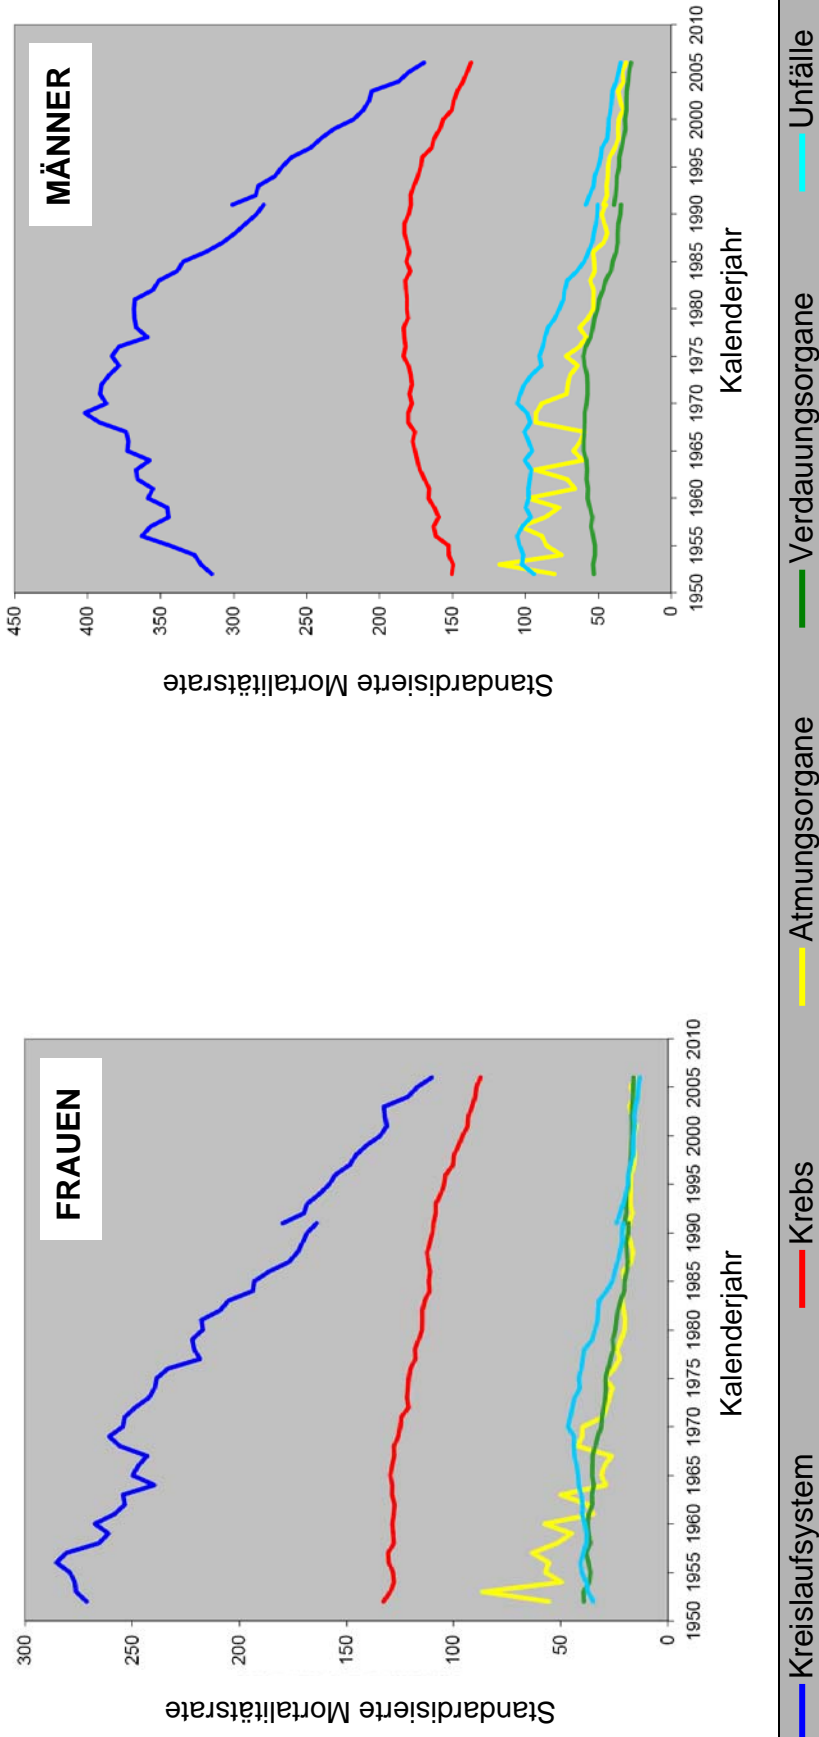 FRAUEN
Standardisierte Mortalitätsrate
300
250
200
150
100
50
0
1950 1955 1960 1965 1970 1975 1980 1985 1990 1995 2000 2005 2010
Kalenderjahr
MÄNNER
Standardisierte Mortalitätsrate
450
400
350
300
250
200
150
100
50
0
1950 1955 1960 1965 1970 1975 1980 1985 1990 1995 2000 2005 2010
Kalenderjahr
Kreislaufsystem Krebs Atmungsorgane Verdauungsorgane Unfälle